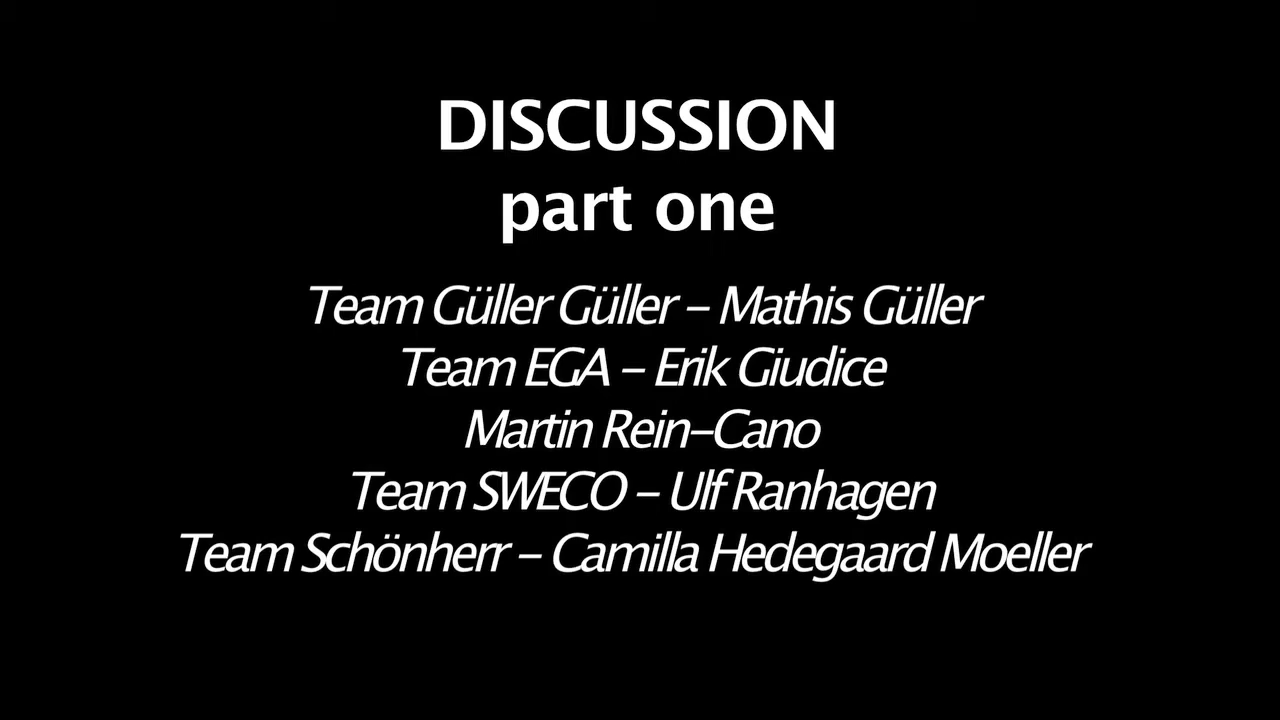 DISCUSSION
part one
Team Güller Güller – Mathis Güller
Team EGA – Erik Giudice
Martin Rein–Cano
Team SWECO – Ulf Ranhagen
Team Schönherr – Camilla Hedegaard Moeller